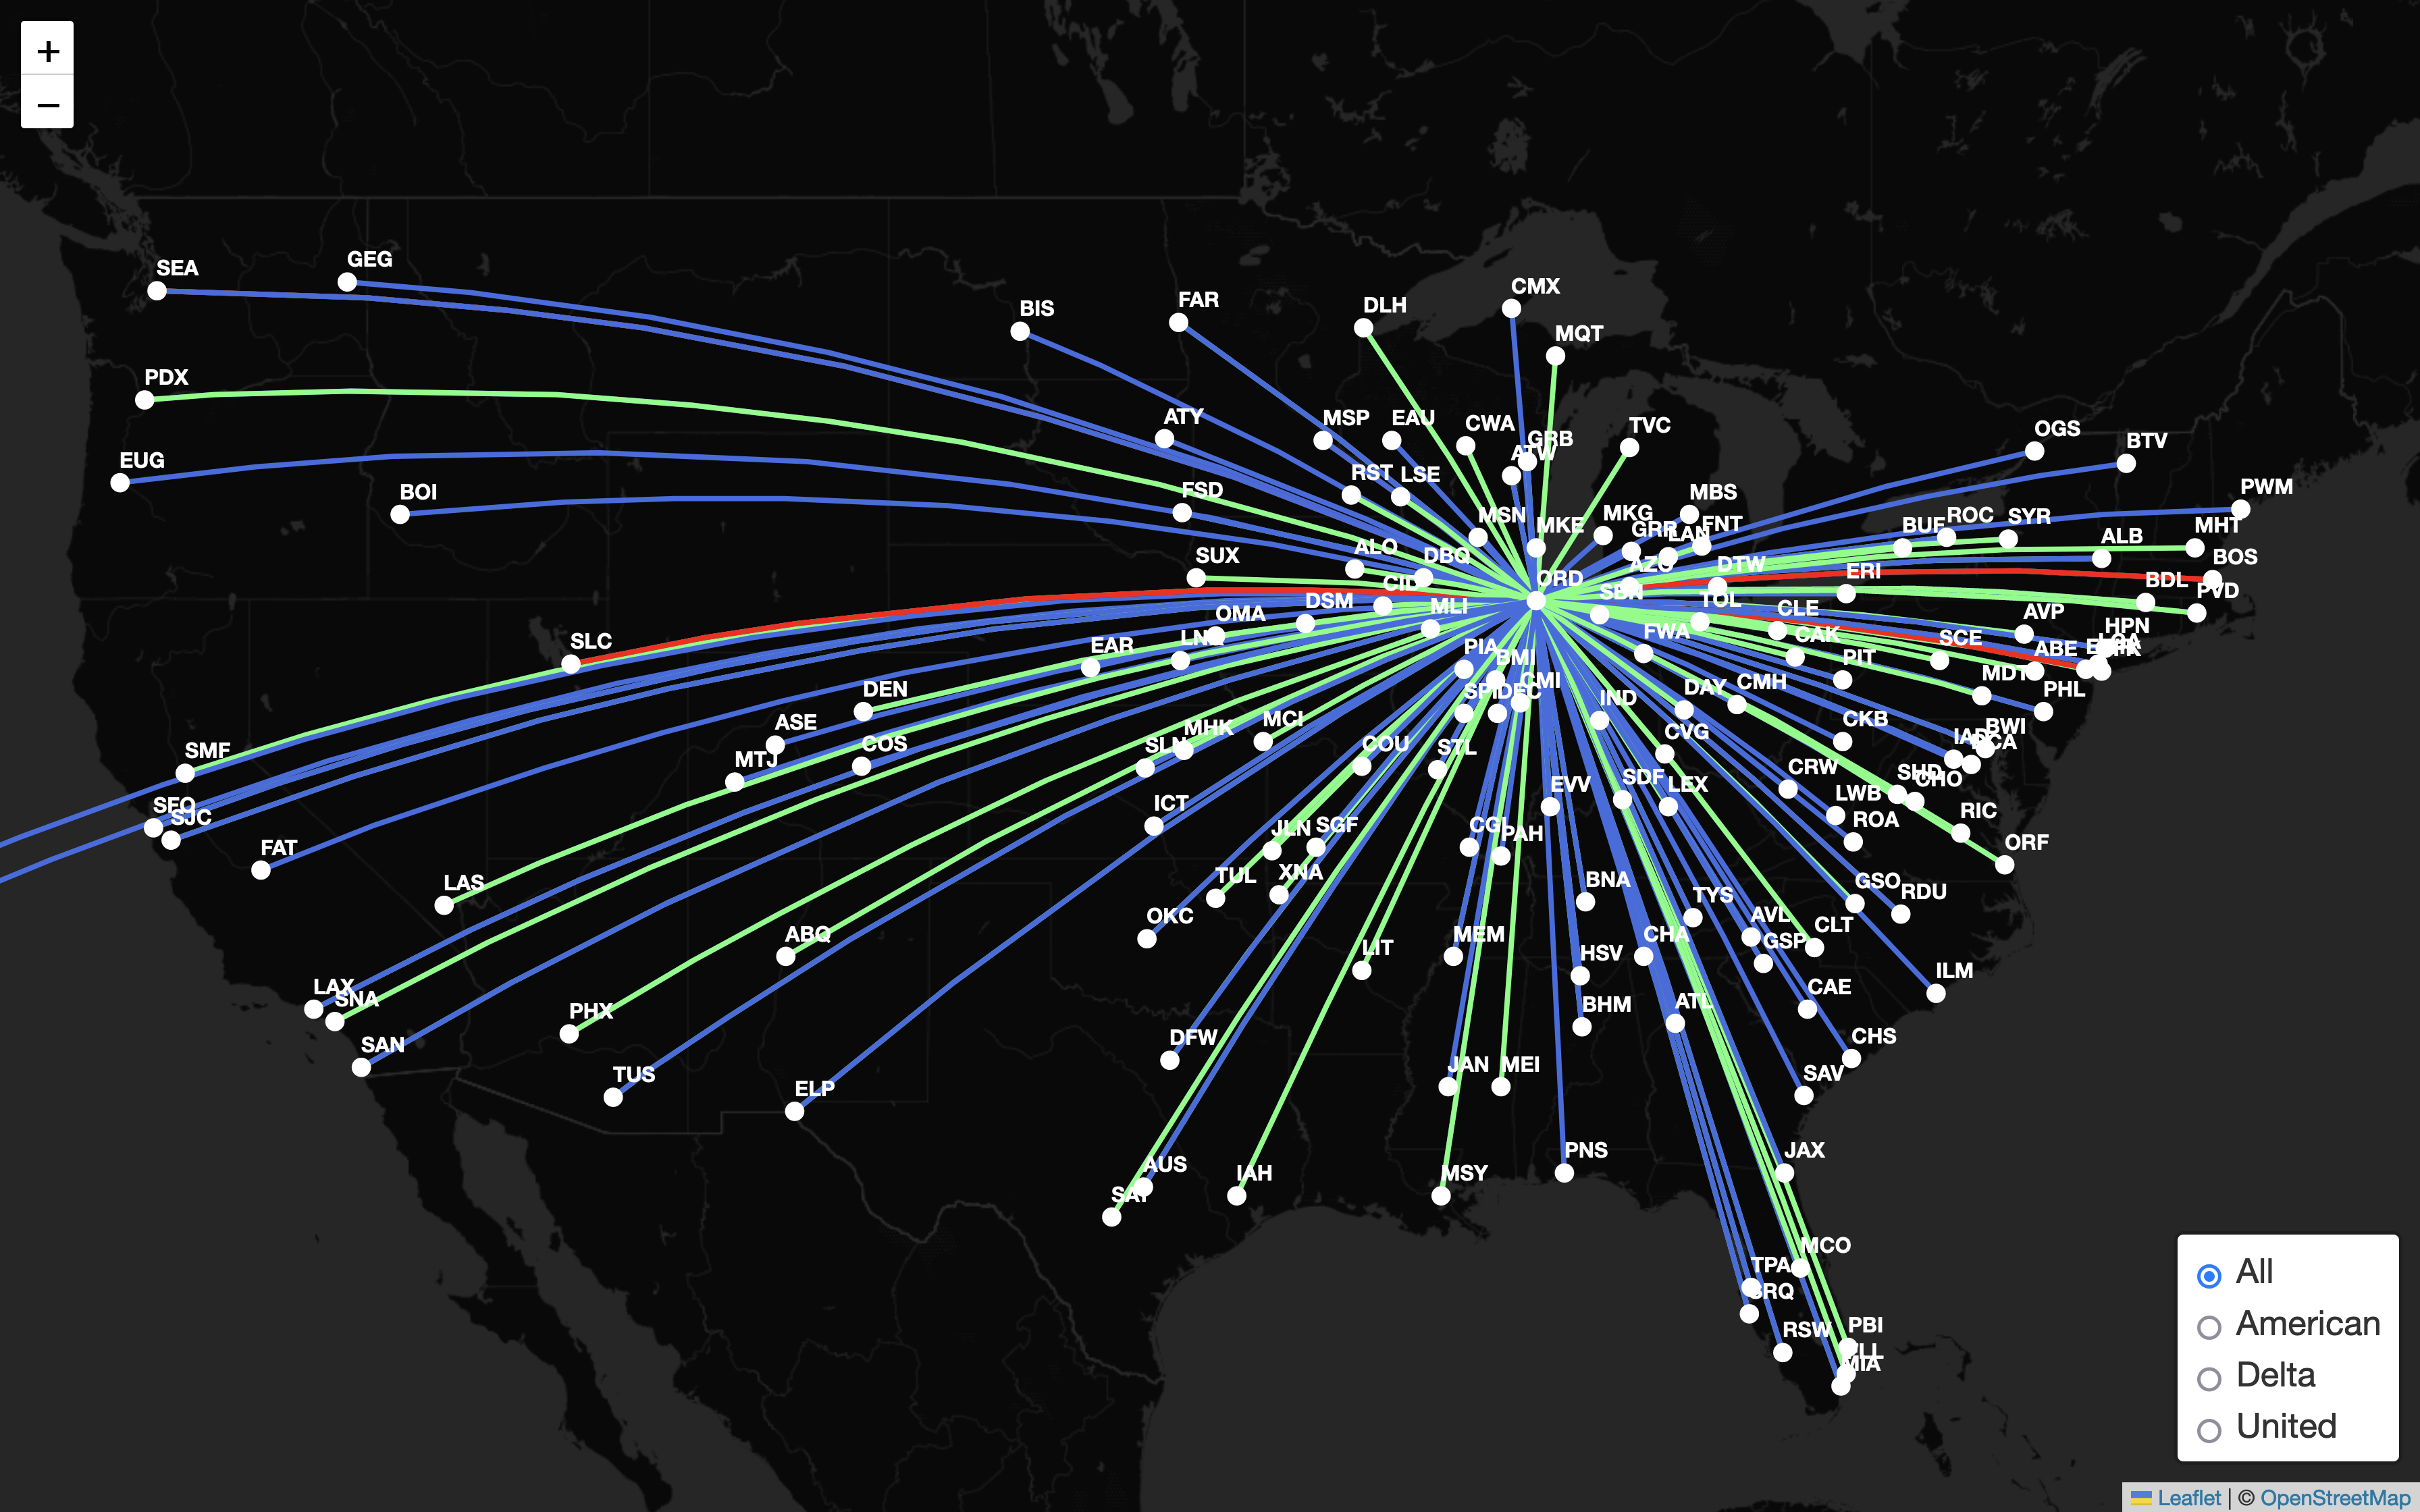 +
−
SEA
GEG
BIS
FAR
DLH
CMX
MQT
PDX
ATY
MSP
EAU
CWA
GRB
ATW
TVC
OGS
BTV
EUG
BOI
FSD
RST
LSE
MSN
MKE
MKG
MBS
GRR
LAN
FNT
BUF
ROC
SYR
PWM
MHT
ALB
BOS
SUX
ALO
DBQ
CID
ORD
AZO
DTW
ERI
BDL
PVD
SLC
EAR
LNK
OMA
DSM
MLI
SBN
TOL
FWA
CLE
CAK
SCE
AVP
HPN
LGA
ABE
PIT
MDT
PHL
DEN
ASE
MTJ
COS
SLN
MHK
MCI
PIA
BMI
CMI
SPI
DEC
IND
DAY
CMH
CVG
CKB
IAD
BWI
DCA
SMF
SFO
SJC
FAT
LAS
ICT
COU
STL
EVV
SDF
LEX
CRW
LWB
ROA
SHD
CHO
RIC
ORF
JLN
SGF
TUL
XNA
OKC
CGI
PAH
BNA
TYS
AVL
GSP
GSO
RDU
CLT
LAX
SNA
SAN
PHX
ABQ
TUS
ELP
DFW
LIT
MEM
HSV
BHM
CHA
ATL
CAE
ILM
CHS
SAV
JAN
MEI
AUS
SAT
IAH
MSY
PNS
JAX
MCO
TPA
SRQ
RSW
PBI
FLL
MIA
All
American
Delta
United
Leaflet | © OpenStreetMap